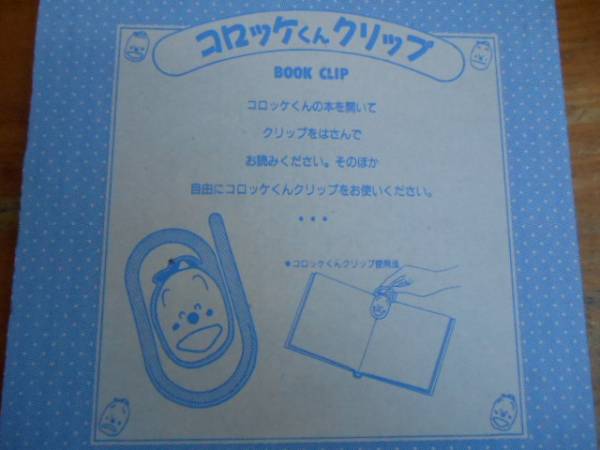 コロッケくんクリップ
BOOK CLIP
コロッケくんの本を開いて
クリップをはさんで
お読みください。そのほか
自由にコロッケくんクリップをお使いください。
★コロッケくんクリップ使用法